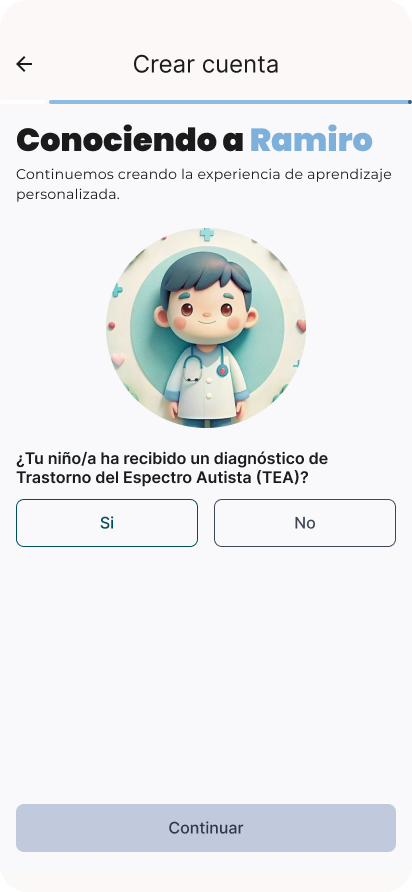 Crear cuenta
Conociendo a Ramiro
Continuemos creando la experiencia de aprendizaje
personalizada.
¿Tu niño/a ha recibido un diagnóstico de
Trastorno del Espectro Autista (TEA)?
Si
No
Continuar